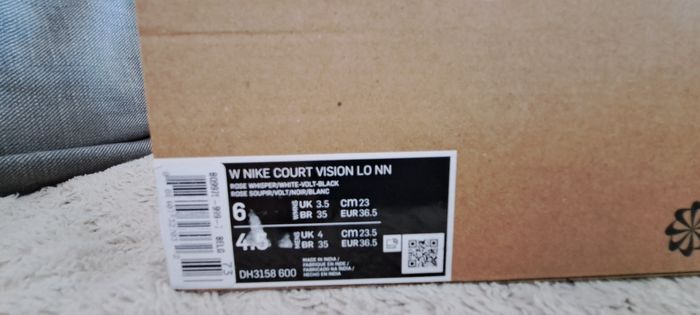 W NIKE COURT VISION LO NN
ROSE WHISPER/WHITE-VOLT-BLACK
ROSE SOUPIR/VOLT/NOIR/BLANC
6 UK 3.5 CM 23
BR 35 EUR 36.5
UK 4 CM 23.5
BR 35 EUR 36.5
MADE IN INDIA /
FABRIQUE EN INDE /
FABRICADO NA ÍNDIA /
HECHO EN INDIA
DH3158 600
73